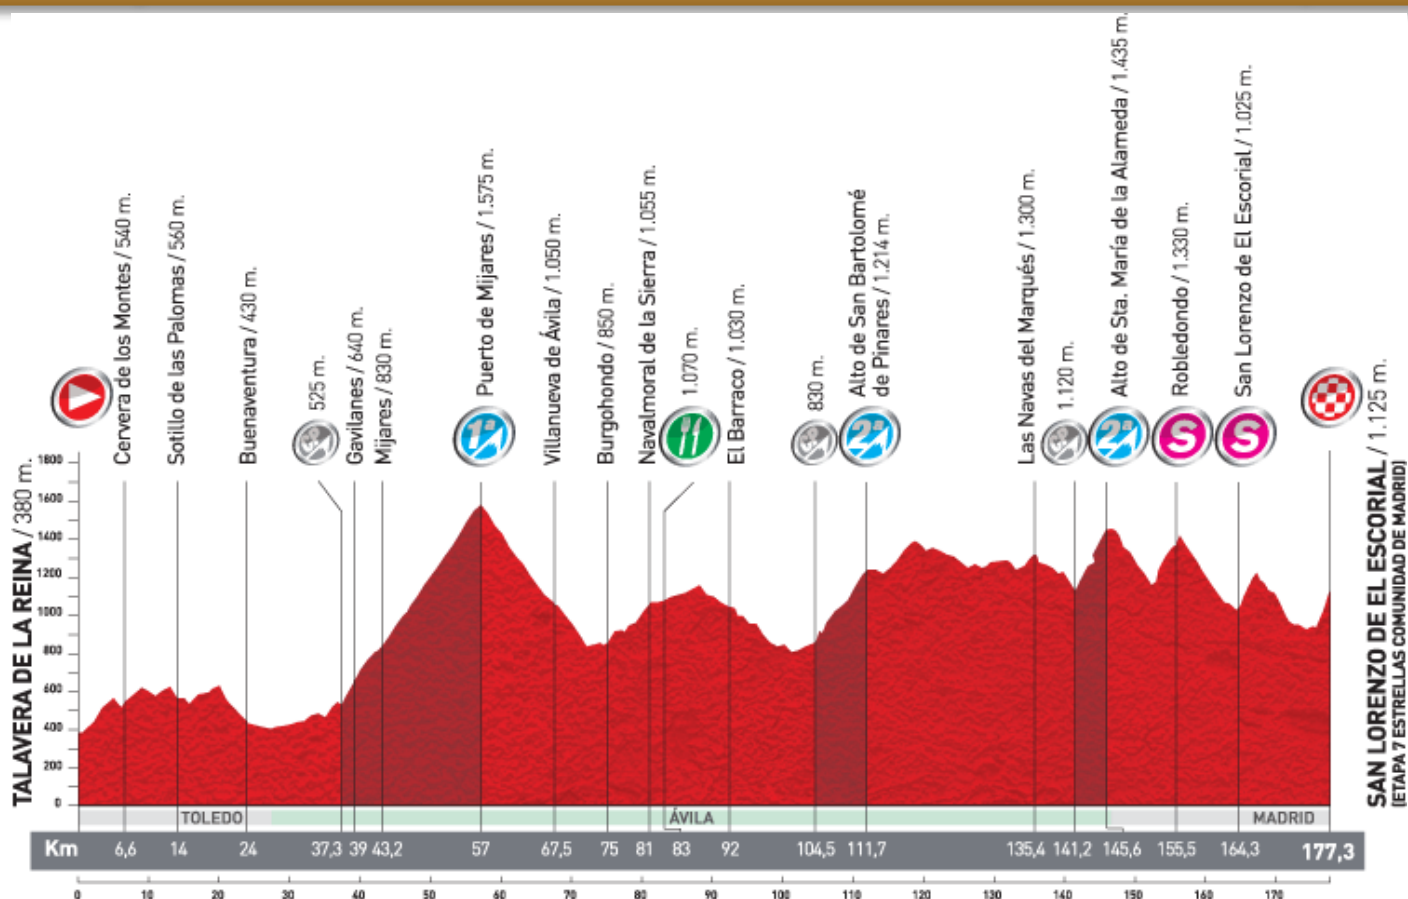 Cervera de los Montes / 540 m.
Sotillo de las Palomas / 560 m.
Buenaventura / 430 m.
525 m.
Gavilanes / 640 m.
Mijares / 830 m.
Puerto de Mijares / 1.575 m.
Villanueva de Ávila / 1.050 m.
Burgohondo / 850 m.
Navalmoral de la Sierra / 1.055 m.
1.070 m.
El Barraco / 1.030 m.
830 m.
Alto de San Bartolomé
de Pinares / 1.214 m.
Las Navas del Marqués / 1.300 m.
1.120 m.
Alto de Sta. María de la Alameda / 1.435 m.
Robledondo / 1.330 m.
San Lorenzo de El Escorial / 1.025 m.
1ª
2ª
2ª
S
S
TALAVERA DE LA REINA / 380 m.
SAN LORENZO DE EL ESCORIAL / 1.125 m.
(ETAPA 7 ESTRELLAS COMUNIDAD DE MADRID)
1800
1600
1400
1200
1000
800
600
400
200
0
TOLEDO ÁVILA MADRID
Km 6,6 14 24 37,3 39 43,2 57 67,5 75 81 83 92 104,5 111,7 135,4 141,2 145,6 155,5 164,3 177,3
0 10 20 30 40 50 60 70 80 90 100 110 120 130 140 150 160 170